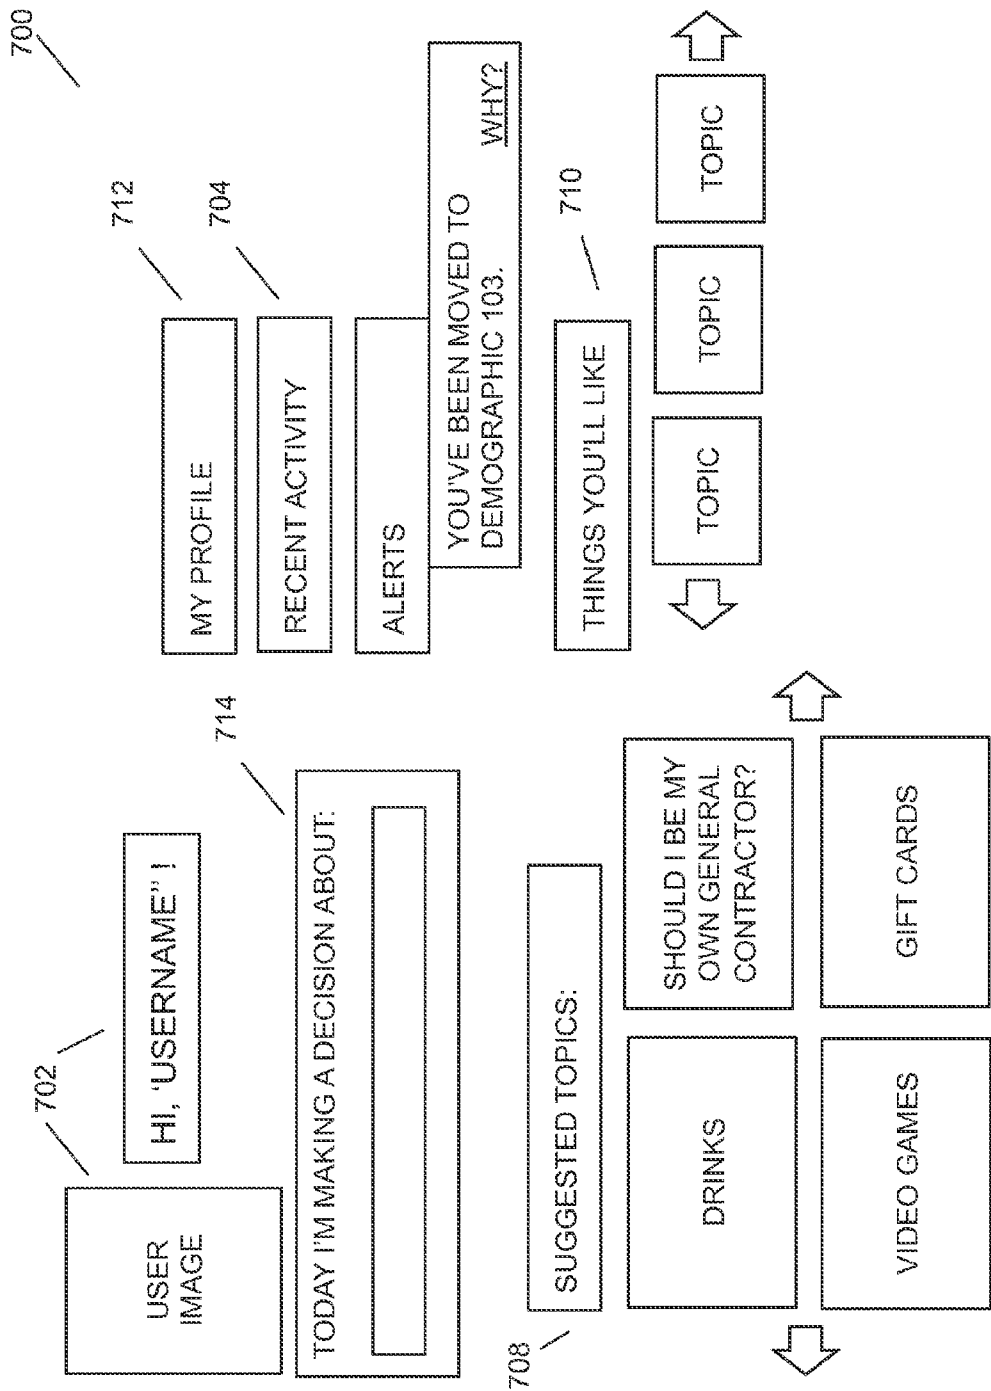 700
702
USER
IMAGE
HI, 'USERNAME" !
714
TODAY I'M MAKING A DECISION ABOUT:
708
SUGGESTED TOPICS:
DRINKS
SHOULD I BE MY
OWN GENERAL
CONTRACTOR?
VIDEO GAMES
GIFT CARDS
712
MY PROFILE
704
RECENT ACTIVITY
ALERTS
YOU'VE BEEN MOVED TO
DEMOGRAPHIC 103.
WHY?
710
THINGS YOU'LL LIKE
TOPIC
TOPIC
TOPIC